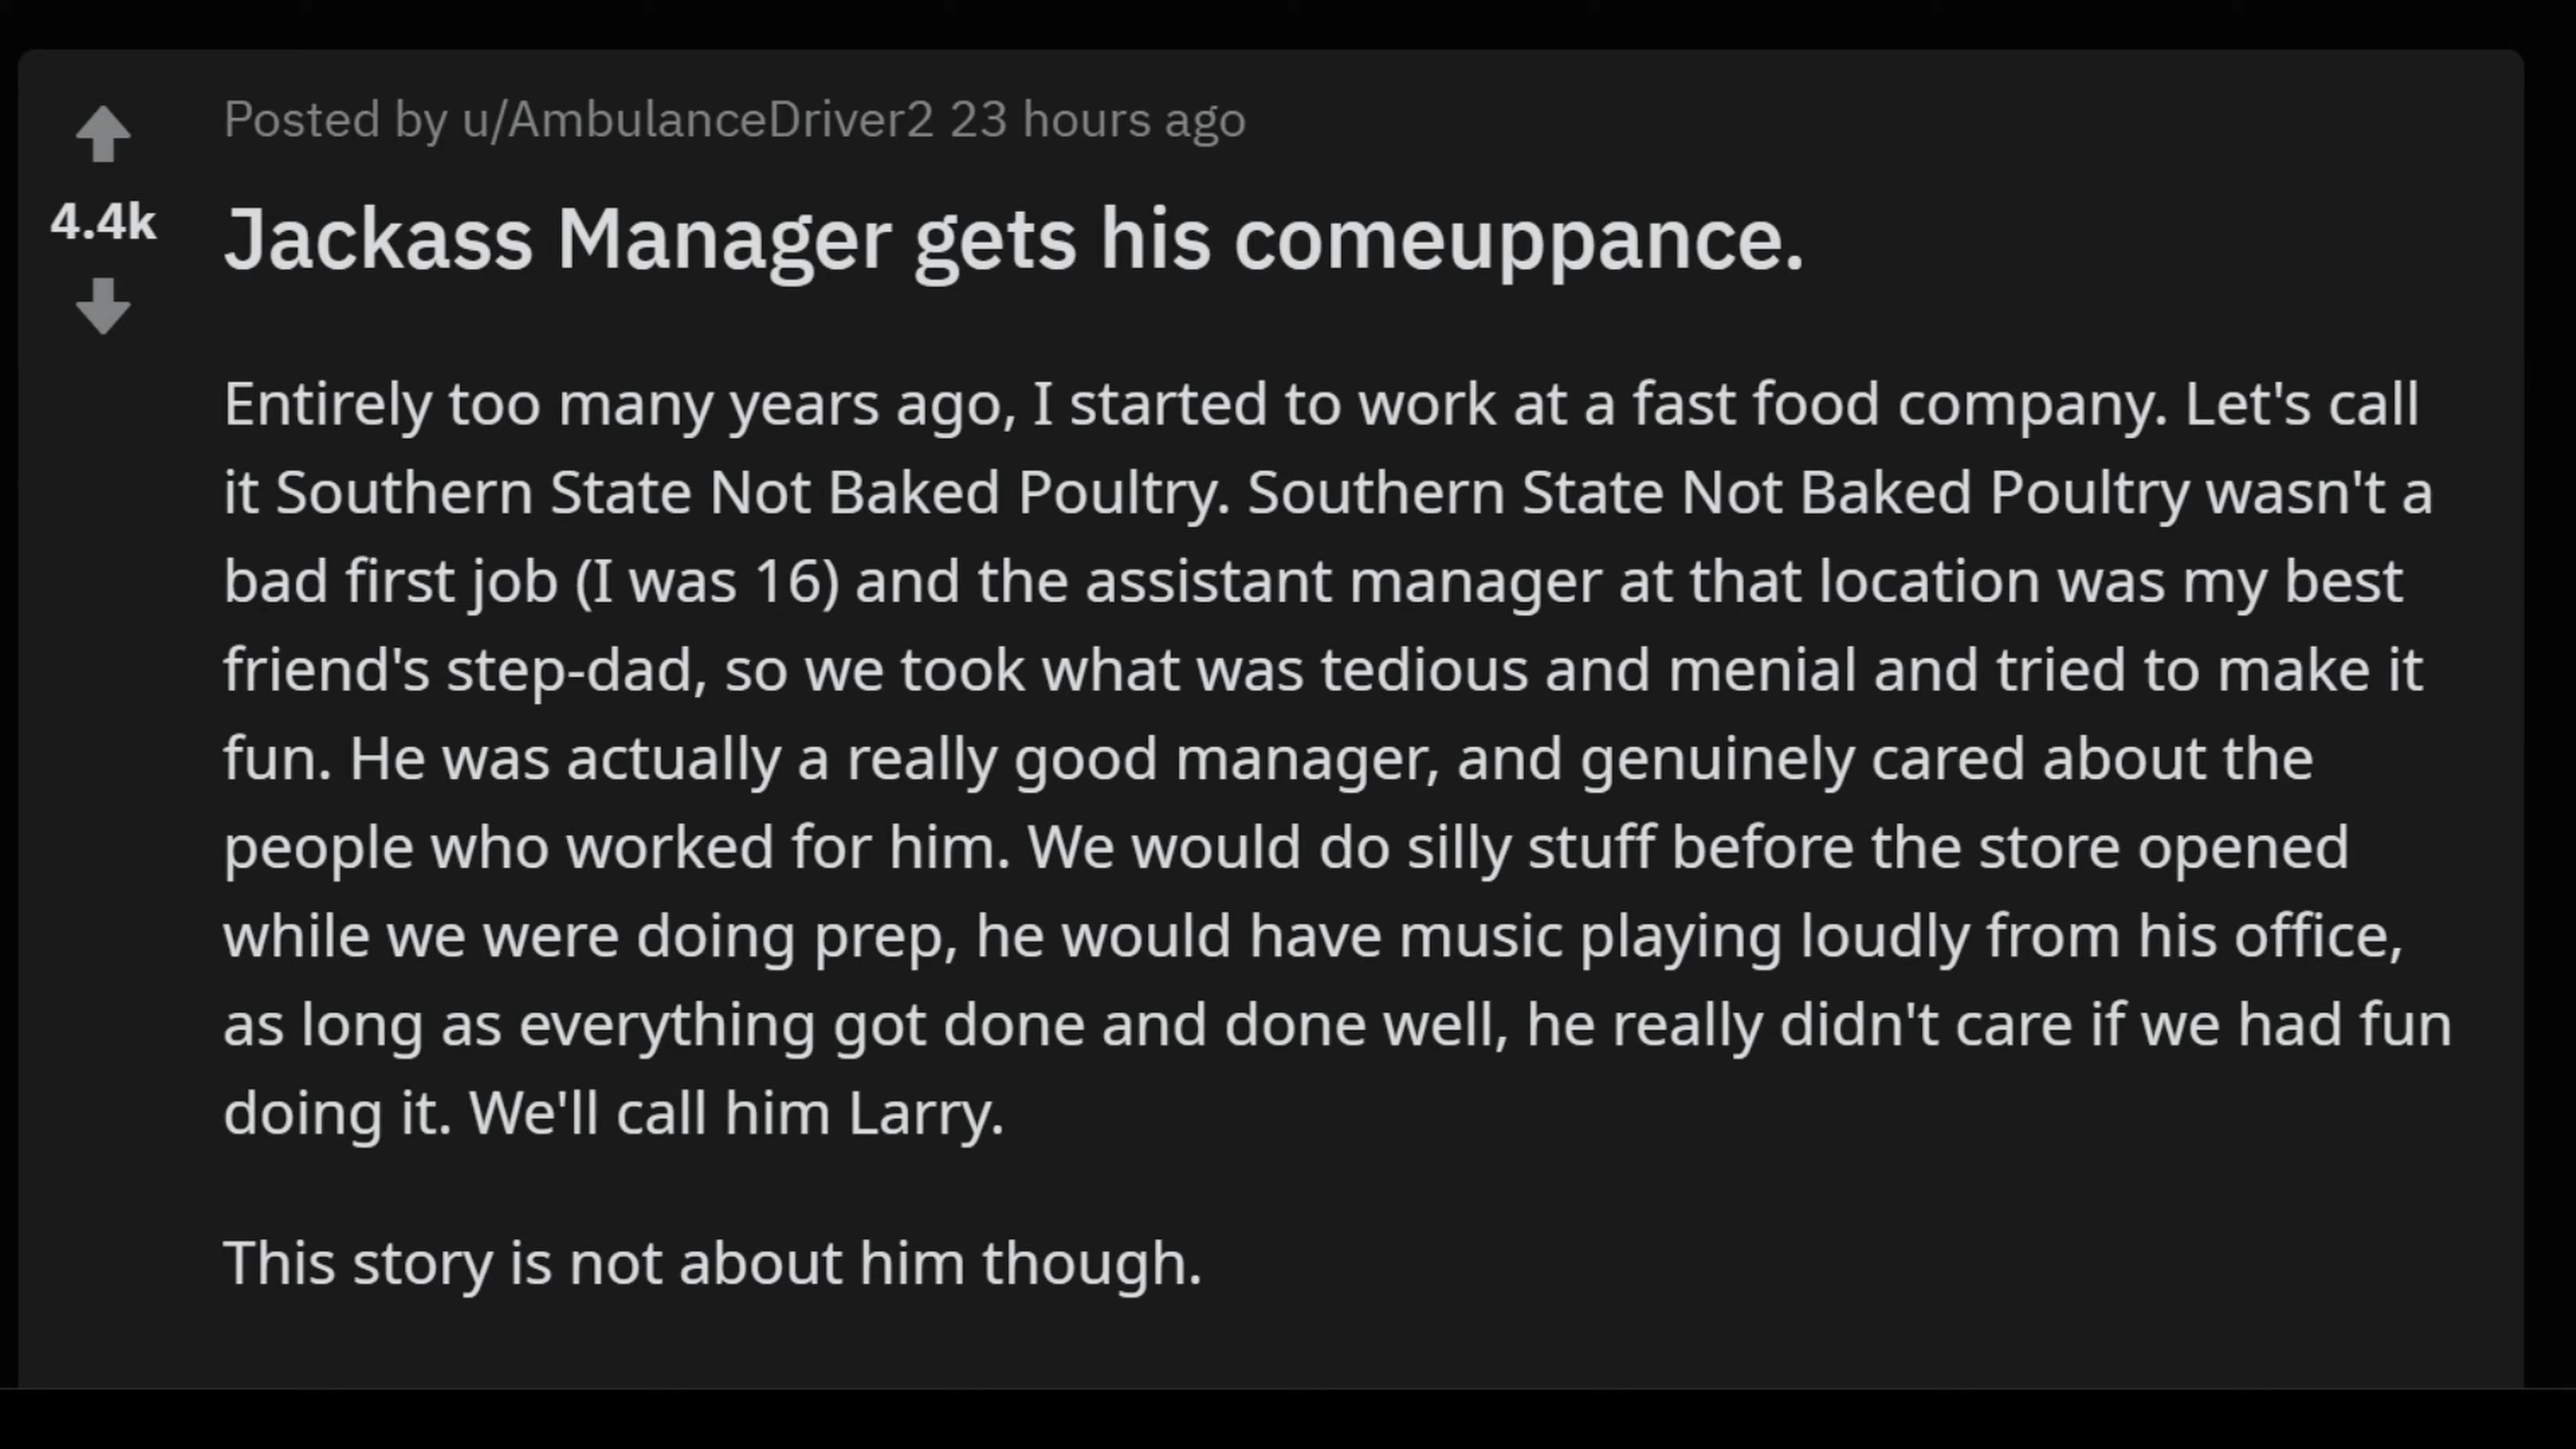 Posted by u/AmbulanceDriver2 23 hours ago
4.4k
Jackass Manager gets his comeuppance.
Entirely too many years ago, I started to work at a fast food company. Let's call
it Southern State Not Baked Poultry. Southern State Not Baked Poultry wasn't a
bad first job (I was 16) and the assistant manager at that location was my best
friend's step-dad, so we took what was tedious and menial and tried to make it
fun. He was actually a really good manager, and genuinely cared about the
people who worked for him. We would do silly stuff before the store opened
while we were doing prep, he would have music playing loudly from his office,
as long as everything got done and done well, he really didn't care if we had fun
doing it. We'll call him Larry.
This story is not about him though.